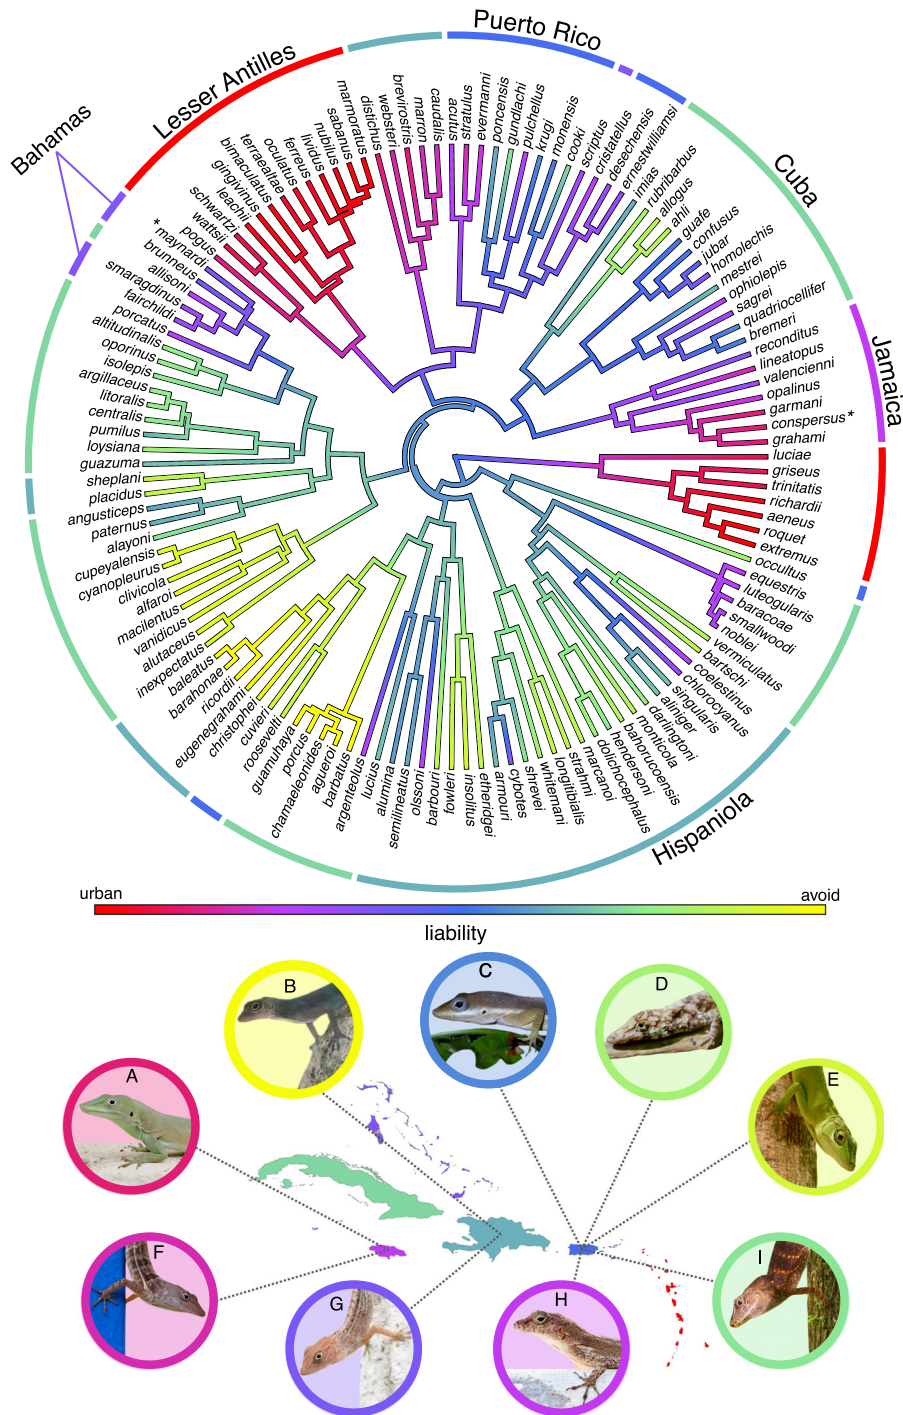 Puerto Rico
Lesser Antilles
Bahamas
Cuba
Jamaica
Hispaniola
marmoratus
distichus
websteri
brevirostris
marron
caudalis
acutus
stratulus
evermanni
poncensis
gundlachi
pulchellus
krugi
monensis
cooki
scriptus
cristatellus
desechensis
ernestwilliamsi
imias
rubribarbus
allogus
ahli
guafe
confusus
jubar
homolechis
mestrei
ophiolepis
sagrei
quadriocellifer
bremeri
reconditus
lineatopus
valencienni
opalinus
garmani
conspersus*
grahami
luciae
griseus
trinitatis
richardii
aeneus
roquet
extremus
occultus
equestris
luteogularis
baracoae
smallwoodi
noblei
vermiculatus
bartschi
coelestinus
chlorocyanus
singularis
aliniger
darlingtoni
monticola
bahorucoensis
hendersoni
dolichocephalus
marcanoi
strahmi
longitibialis
whitemani
shrevei
cybotes
armouri
etheridgei
insolitus
fowleri
barbouri
olssoni
semilineatus
alumina
lucius
argenteolus
barbatus
agueroi
chamaeleonides
porcus
guamuhaya
roosevelti
cuvieri
christophei
eugenegrahami
ricordii
barahonae
baleatus
inexpectatus
alutaceus
vanidicus
macilentus
alfaroi
clivicola
cyanopleurus
cupeyalensis
alayoni
paternus
angusticeps
placidus
sheplani
guazuma
loysiana
pumilus
centralis
litoralis
argillaceus
isolepis
oporinus
altitudinalis
porcatus
fairchildi
smaragdinus
allisoni
brunneus
maynardi
*
pogus
wattsii
schwartzi
leachii
gingivinus
bimaculatus
terraealtae
oculatus
ferreus
lividus
nubilus
sabanus
urban
avoid
liability
A
B
C
D
E
F
G
H
I